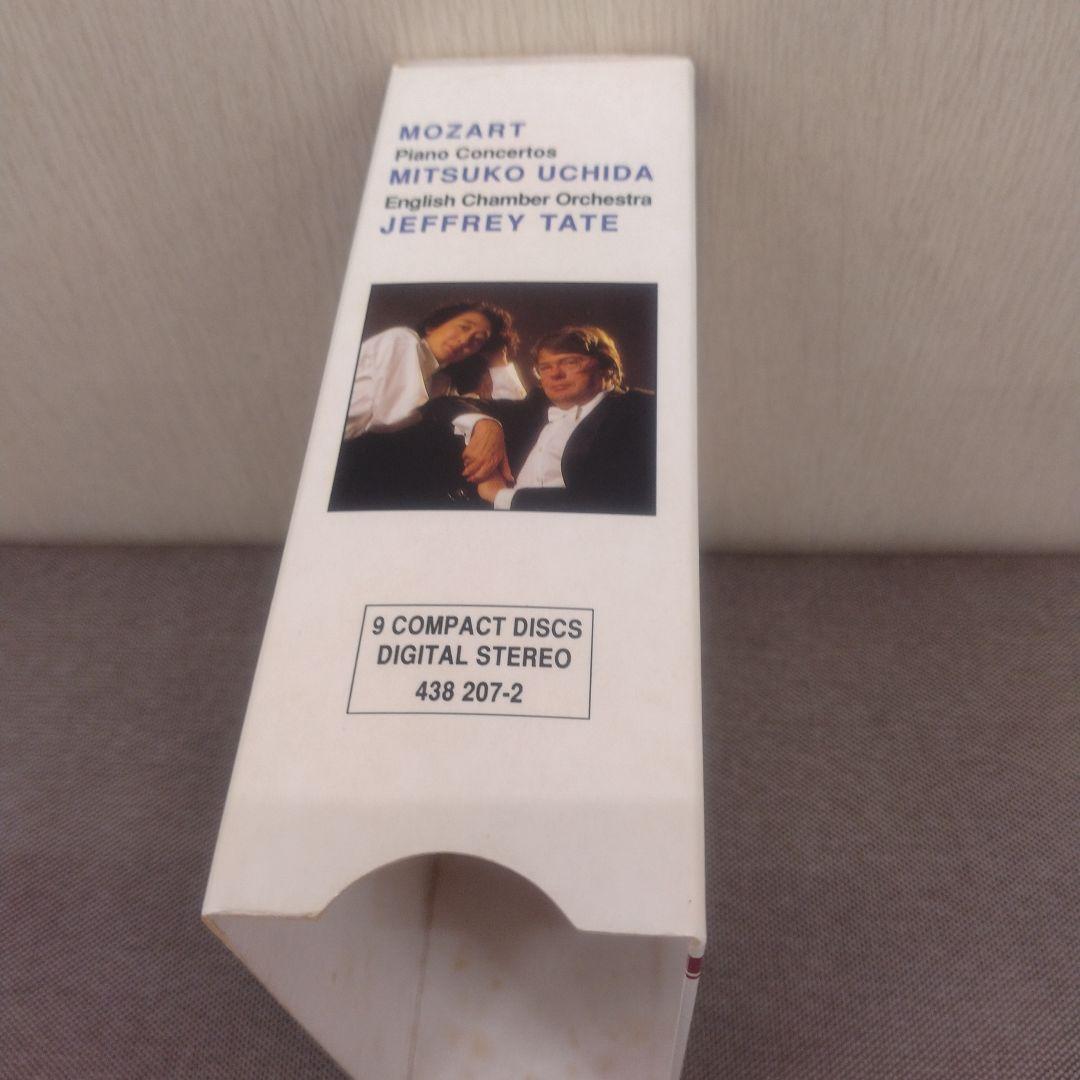 MOZART
Piano Concertos
MITSUKO UCHIDA
English Chamber Orchestra
JEFFREY TATE
9 COMPACT DISCS
DIGITAL STEREO
438 207-2